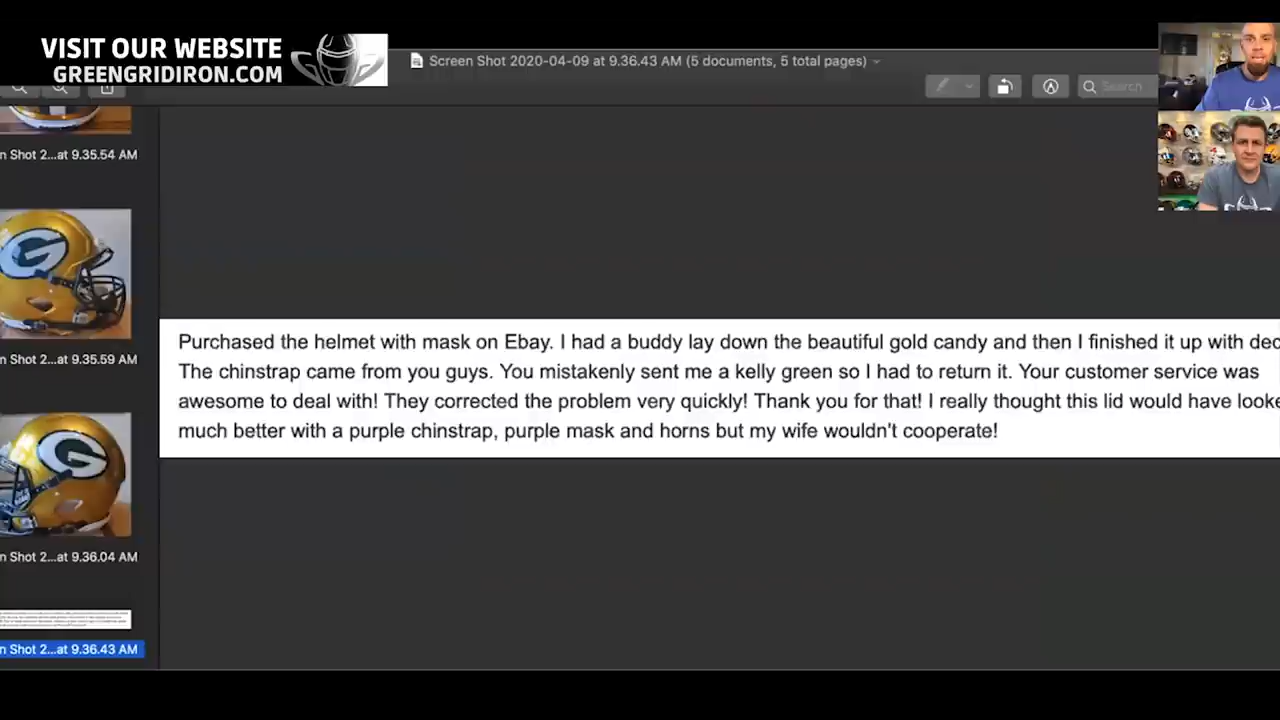 VISIT OUR WEBSITE
GREENGRIDIRON.COM
Screen Shot 2020-04-09 at 9.36.43 AM (5 documents, 5 total pages)
Search
n Shot 2...at 9.35.54 AM
G
n Shot 2...at 9.35.59 AM
G
n Shot 2...at 9.36.04 AM
n Shot 2...at 9.36.43 AM
Purchased the helmet with mask on Ebay. I had a buddy lay down the beautiful gold candy and then I finished it up with dec
The chinstrap came from you guys. You mistakenly sent me a kelly green so I had to return it. Your customer service was
awesome to deal with! They corrected the problem very quickly! Thank you for that! I really thought this lid would have looke
much better with a purple chinstrap, purple mask and horns but my wife wouldn't cooperate!